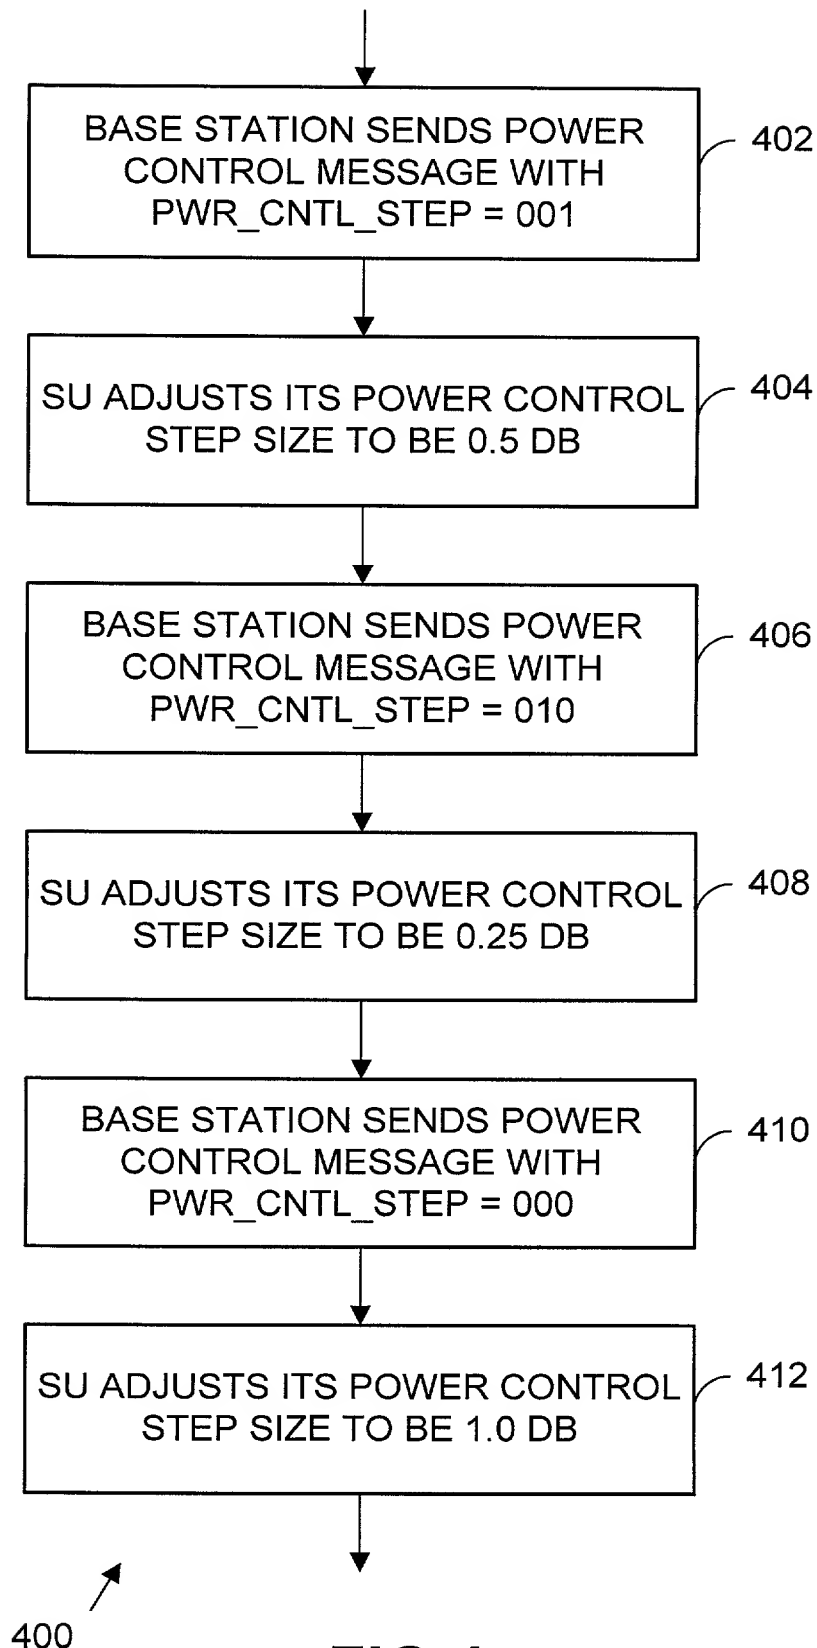 BASE STATION SENDS POWER
CONTROL MESSAGE WITH
PWR_CNTL_STEP = 001
402
SU ADJUSTS ITS POWER CONTROL
STEP SIZE TO BE 0.5 DB
404
BASE STATION SENDS POWER
CONTROL MESSAGE WITH
PWR_CNTL_STEP = 010
406
SU ADJUSTS ITS POWER CONTROL
STEP SIZE TO BE 0.25 DB
408
BASE STATION SENDS POWER
CONTROL MESSAGE WITH
PWR_CNTL_STEP = 000
410
SU ADJUSTS ITS POWER CONTROL
STEP SIZE TO BE 1.0 DB
412
400